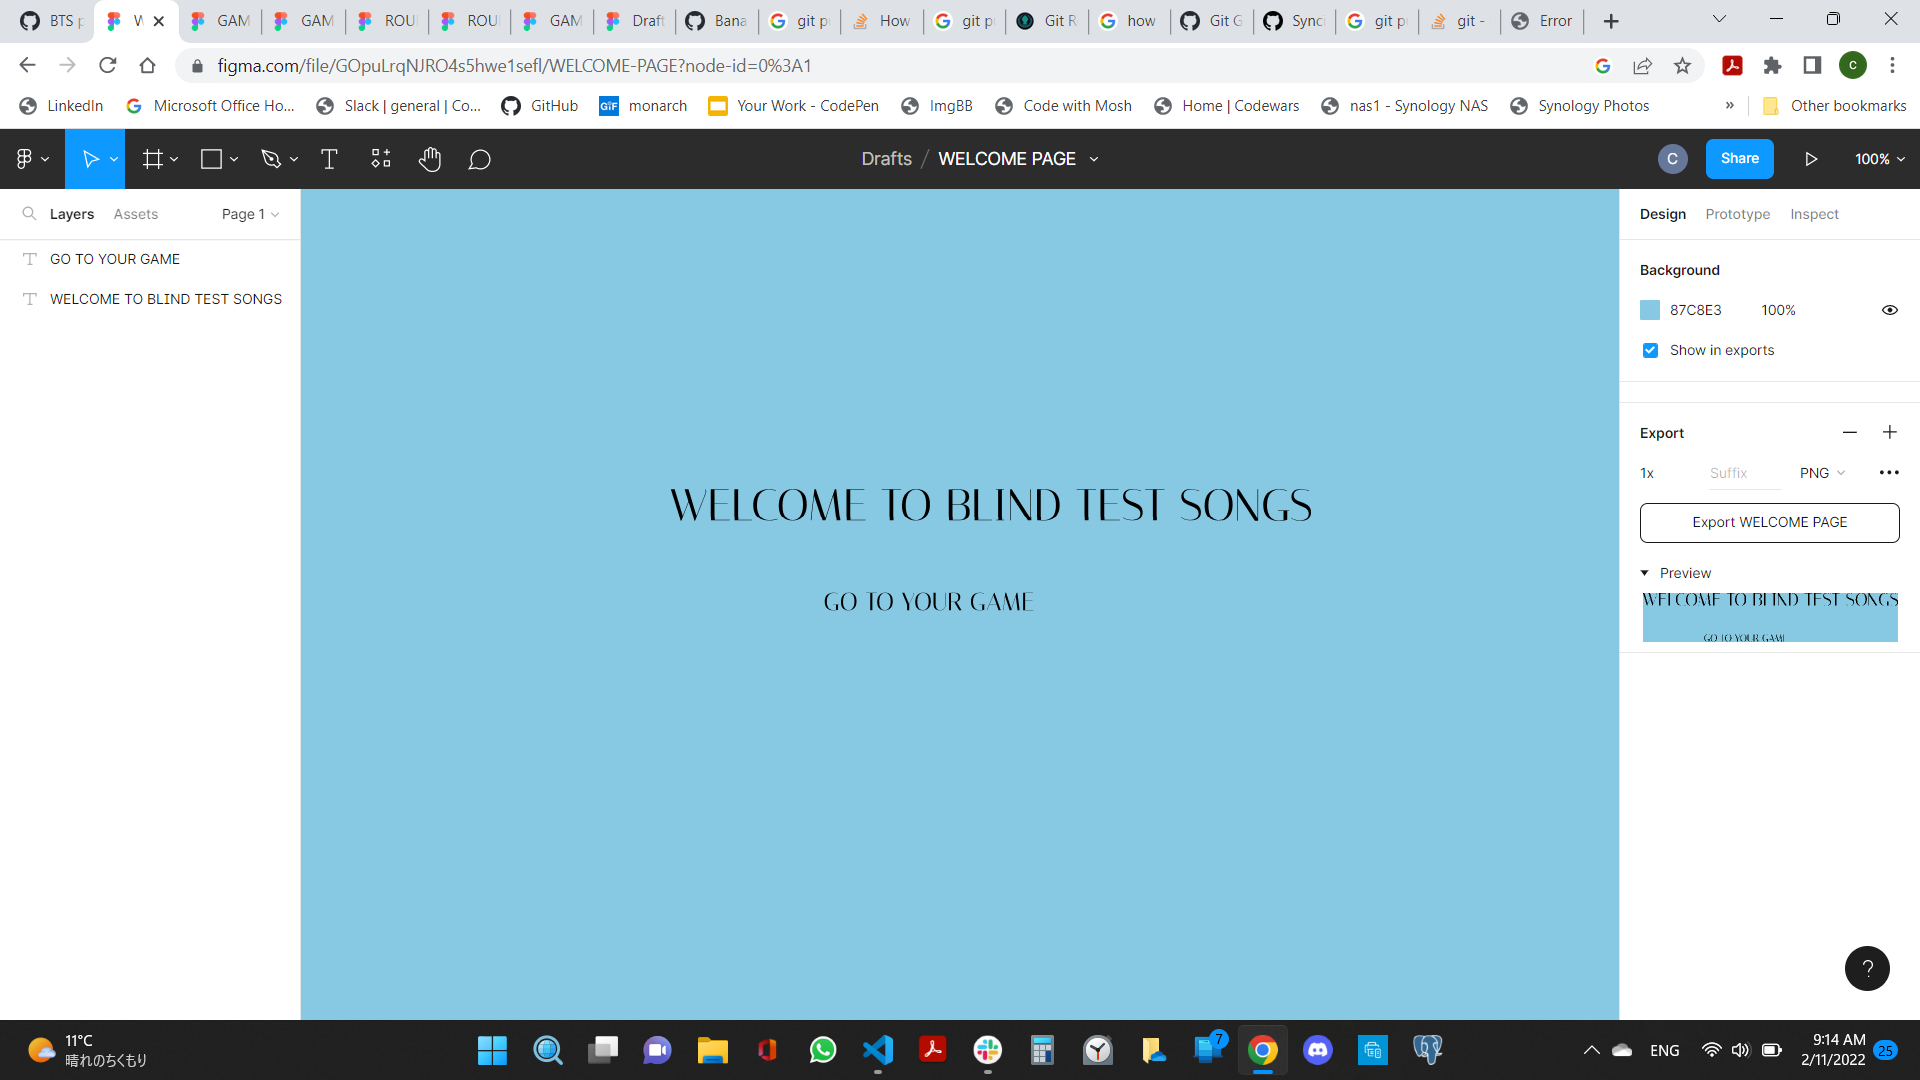 BTS p
W
GAM
GAM
ROU
ROU
GAM
Draft
Bana
git pu
How
git pu
Git R
how
Git G
Synci
git pu
git -
Error
figma.com/file/GOpuLrqNJRO4s5hwe1sefl/WELCOME-PAGE?node-id=0%3A1
C
LinkedIn
Microsoft Office Ho...
Slack | general | Co...
GitHub
GIF
monarch
Your Work - CodePen
ImgBB
Code with Mosh
Home | Codewars
nas1 - Synology NAS
Synology Photos
»
Other bookmarks
Drafts / WELCOME PAGE
C
Share
100%
Layers
Assets
Page 1
Design
Prototype
Inspect
GO TO YOUR GAME
WELCOME TO BLIND TEST SONGS
Background
87C8E3
100%
Show in exports
Export
1x
Suffix
PNG
Export WELCOME PAGE
Preview
WELCOME TO BLIND TEST SONGS
GO TO YOUR GAME
WELCOME TO BLIND TEST SONGS
GO TO YOUR GAME
?
11°C
晴れのちくもり
7
ENG
9:14 AM
2/11/2022
25